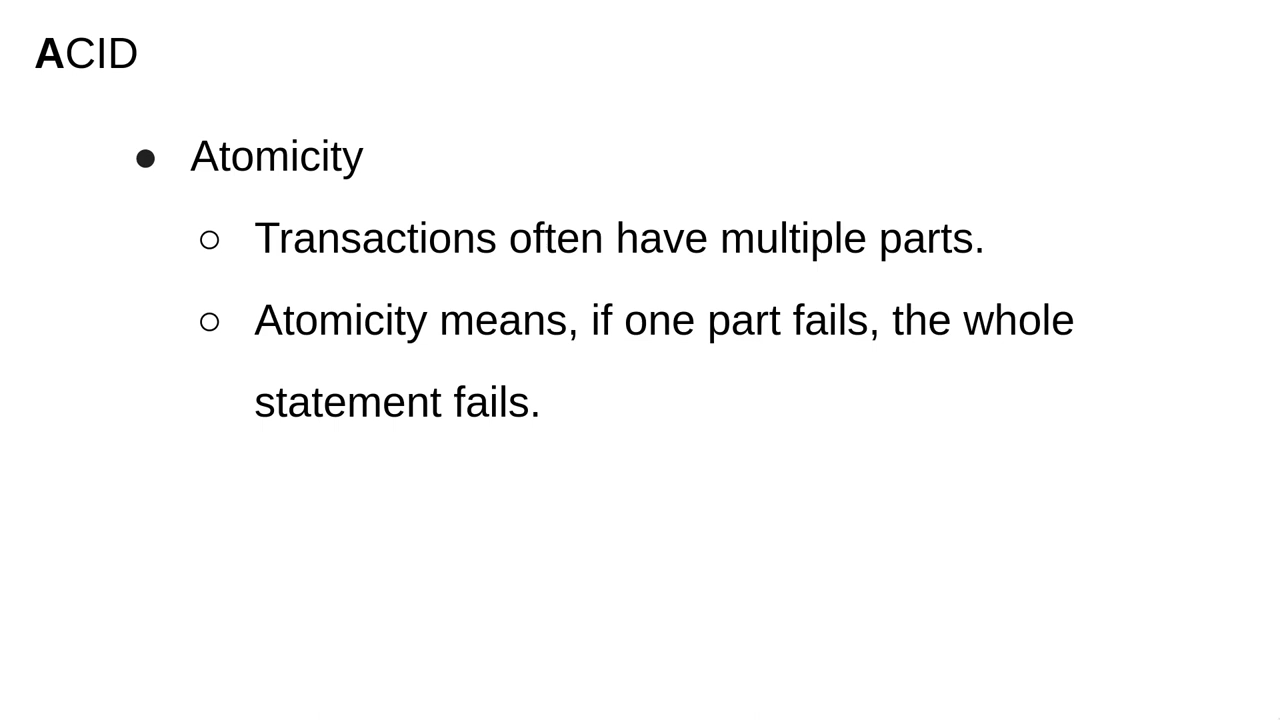 ACID
● Atomicity
○ Transactions often have multiple parts.
○ Atomicity means, if one part fails, the whole
statement fails.